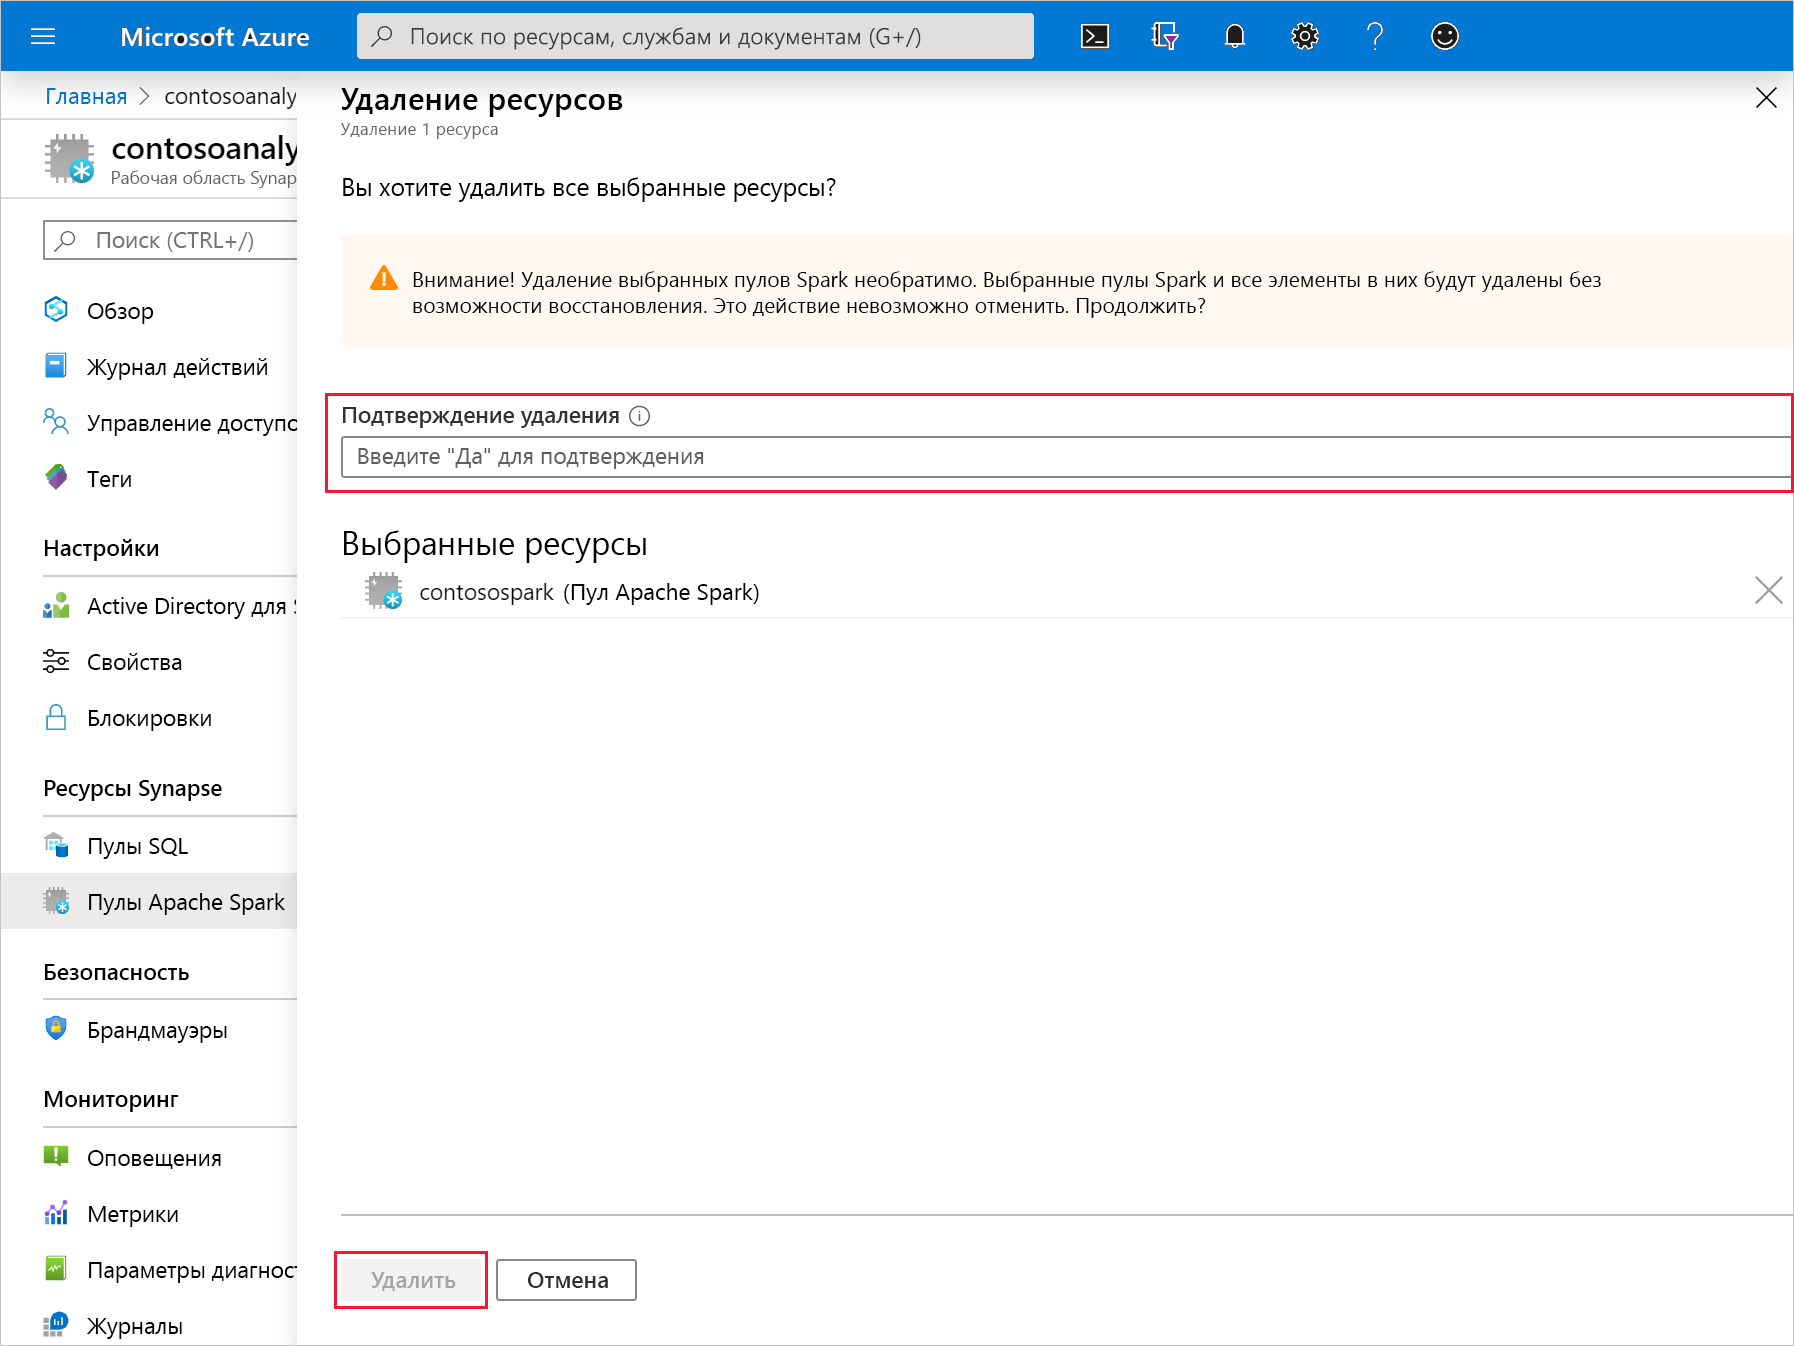 Microsoft Azure
Поиск по ресурсам, службам и документам (G+/)
Главная > contosoanaly
contosoanaly
Рабочая область Synap
Поиск (CTRL+/)
Обзор
Журнал действий
Управление доступо
Теги
Настройки
Active Directory для S
Свойства
Блокировки
Ресурсы Synapse
Пулы SQL
Пулы Apache Spark
Безопасность
Брандмауэры
Мониторинг
Оповещения
Метрики
Параметры диагност
Журналы
Удаление ресурсов
Удаление 1 ресурса
Вы хотите удалить все выбранные ресурсы?
Внимание! Удаление выбранных пулов Spark необратимо. Выбранные пулы Spark и все элементы в них будут удалены без
возможности восстановления. Это действие невозможно отменить. Продолжить?
Подтверждение удаления
Введите "Да" для подтверждения
Выбранные ресурсы
contosospark (Пул Apache Spark)
Удалить
Отмена